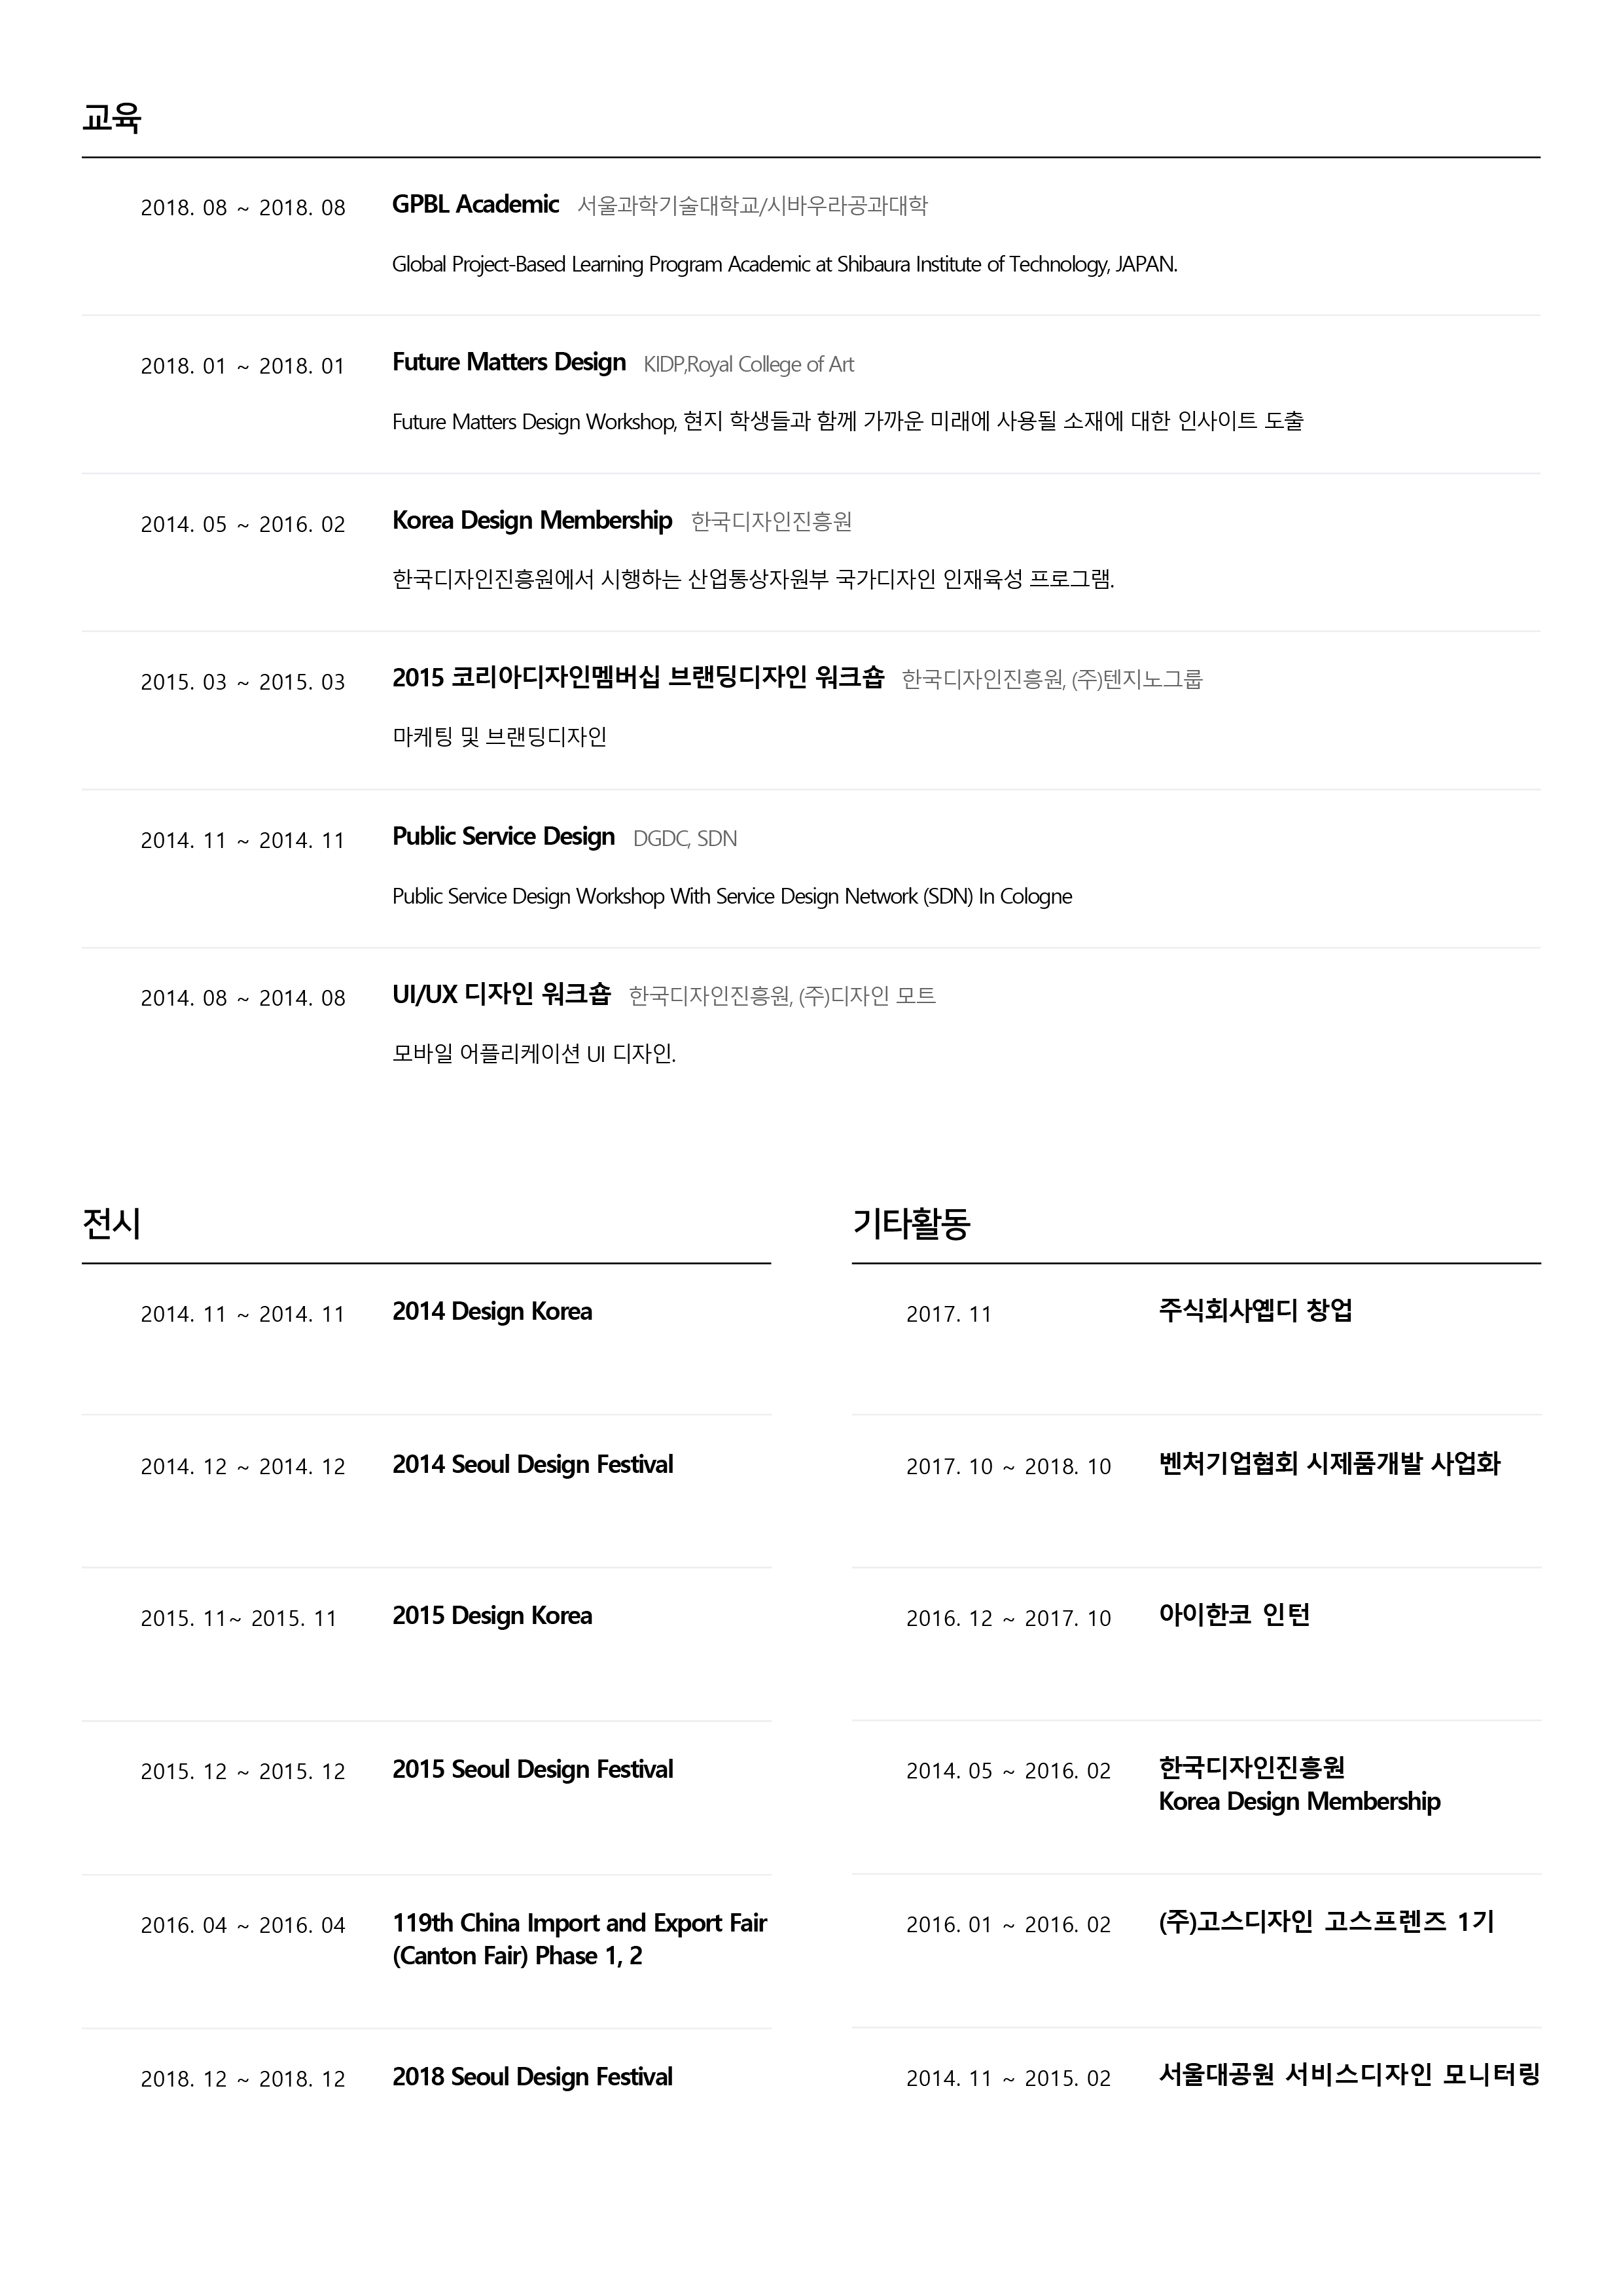 교육
2018. 08 ~ 2018. 08 GPBL Academic 서울과학기술대학교/시바우라공과대학
Global Project-Based Learning Program Academic at Shibaura Institute of Technology, JAPAN.
2018. 01 ~ 2018. 01 Future Matters Design KIDP,Royal College of Art
Future Matters Design Workshop, 현지 학생들과 함께 가까운 미래에 사용될 소재에 대한 인사이트 도출
2014. 05 ~ 2016. 02 Korea Design Membership 한국디자인진흥원
한국디자인진흥원에서 시행하는 산업통상자원부 국가디자인 인재육성 프로그램.
2015. 03 ~ 2015. 03 2015 코리아디자인멤버십 브랜딩디자인 워크숍 한국디자인진흥원, (주)텐지노그룹
마케팅 및 브랜딩디자인
2014. 11 ~ 2014. 11 Public Service Design DGDC, SDN
Public Service Design Workshop With Service Design Network (SDN) In Cologne
2014. 08 ~ 2014. 08 UI/UX 디자인 워크숍 한국디자인진흥원, (주)디자인 모트
모바일 어플리케이션 UI 디자인.
전시
2014. 11 ~ 2014. 11 2014 Design Korea
2014. 12 ~ 2014. 12 2014 Seoul Design Festival
2015. 11~ 2015. 11 2015 Design Korea
2015. 12 ~ 2015. 12 2015 Seoul Design Festival
2016. 04 ~ 2016. 04 119th China Import and Export Fair
(Canton Fair) Phase 1, 2
2018. 12 ~ 2018. 12 2018 Seoul Design Festival
기타활동
2017. 11 주식회사옙디 창업
2017. 10 ~ 2018. 10 벤처기업협회 시제품개발 사업화
2016. 12 ~ 2017. 10 아이한코 인턴
2014. 05 ~ 2016. 02 한국디자인진흥원
Korea Design Membership
2016. 01 ~ 2016. 02 (주)고스디자인 고스프렌즈 1기
2014. 11 ~ 2015. 02 서울대공원 서비스디자인 모니터링